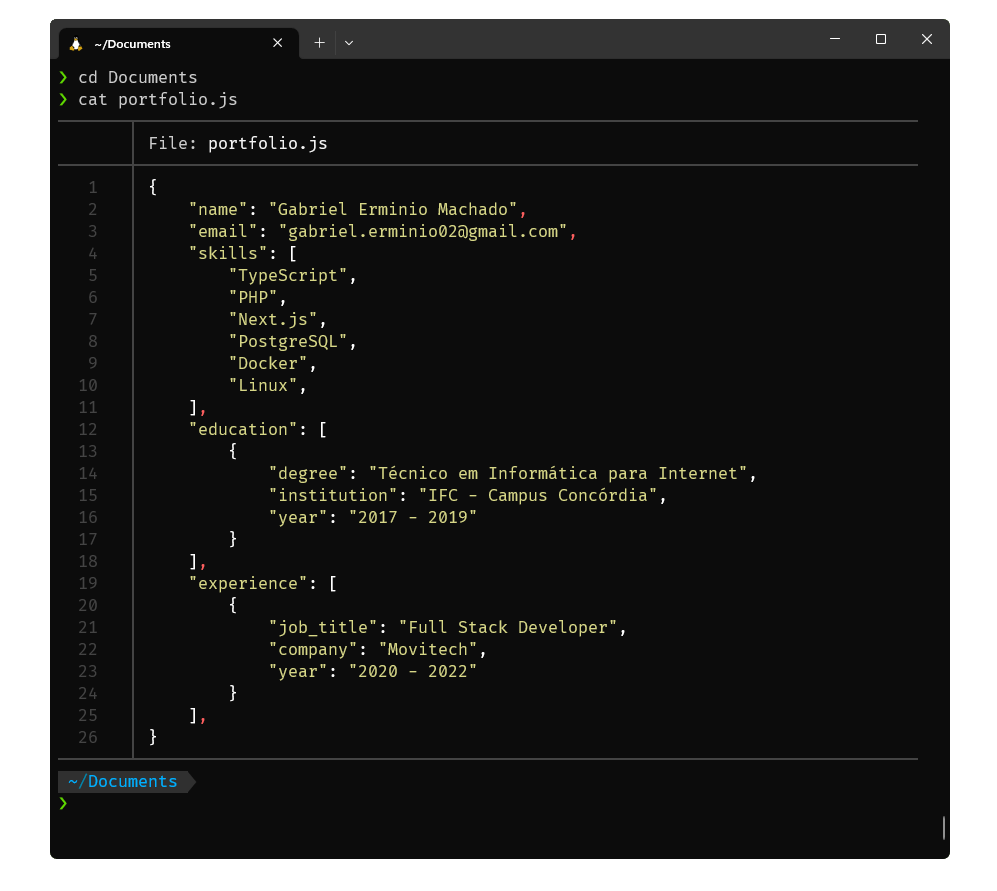 ~/Documents
❯ cd Documents
❯ cat portfolio.js
File: portfolio.js
1 {
2     "name": "Gabriel Erminio Machado",
3     "email": "gabriel.erminio02@gmail.com",
4     "skills": [
5         "TypeScript",
6         "PHP",
7         "Next.js",
8         "PostgreSQL",
9         "Docker",
10         "Linux",
11     ],
12     "education": [
13         {
14             "degree": "Técnico em Informática para Internet",
15             "institution": "IFC - Campus Concórdia",
16             "year": "2017 - 2019"
17         }
18     ],
19     "experience": [
20         {
21             "job_title": "Full Stack Developer",
22             "company": "Movitech",
23             "year": "2020 - 2022"
24         }
25     ],
26 }
~/Documents
❯